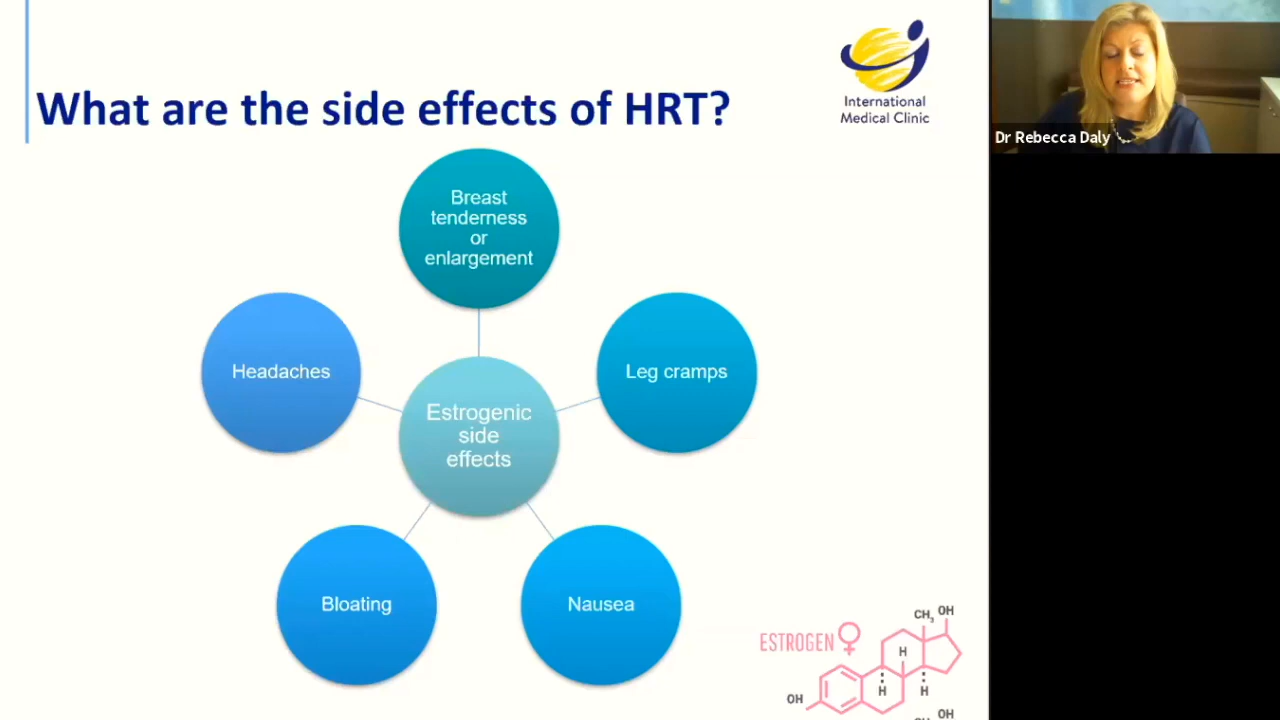 What are the side effects of HRT?
International
Medical Clinic
Dr Rebecca Daly
Breast
tenderness
or
enlargement
Headaches
Leg cramps
Estrogenic
side
effects
Bloating
Nausea
ESTROGEN
CH3 OH
H
H H
OH
OH